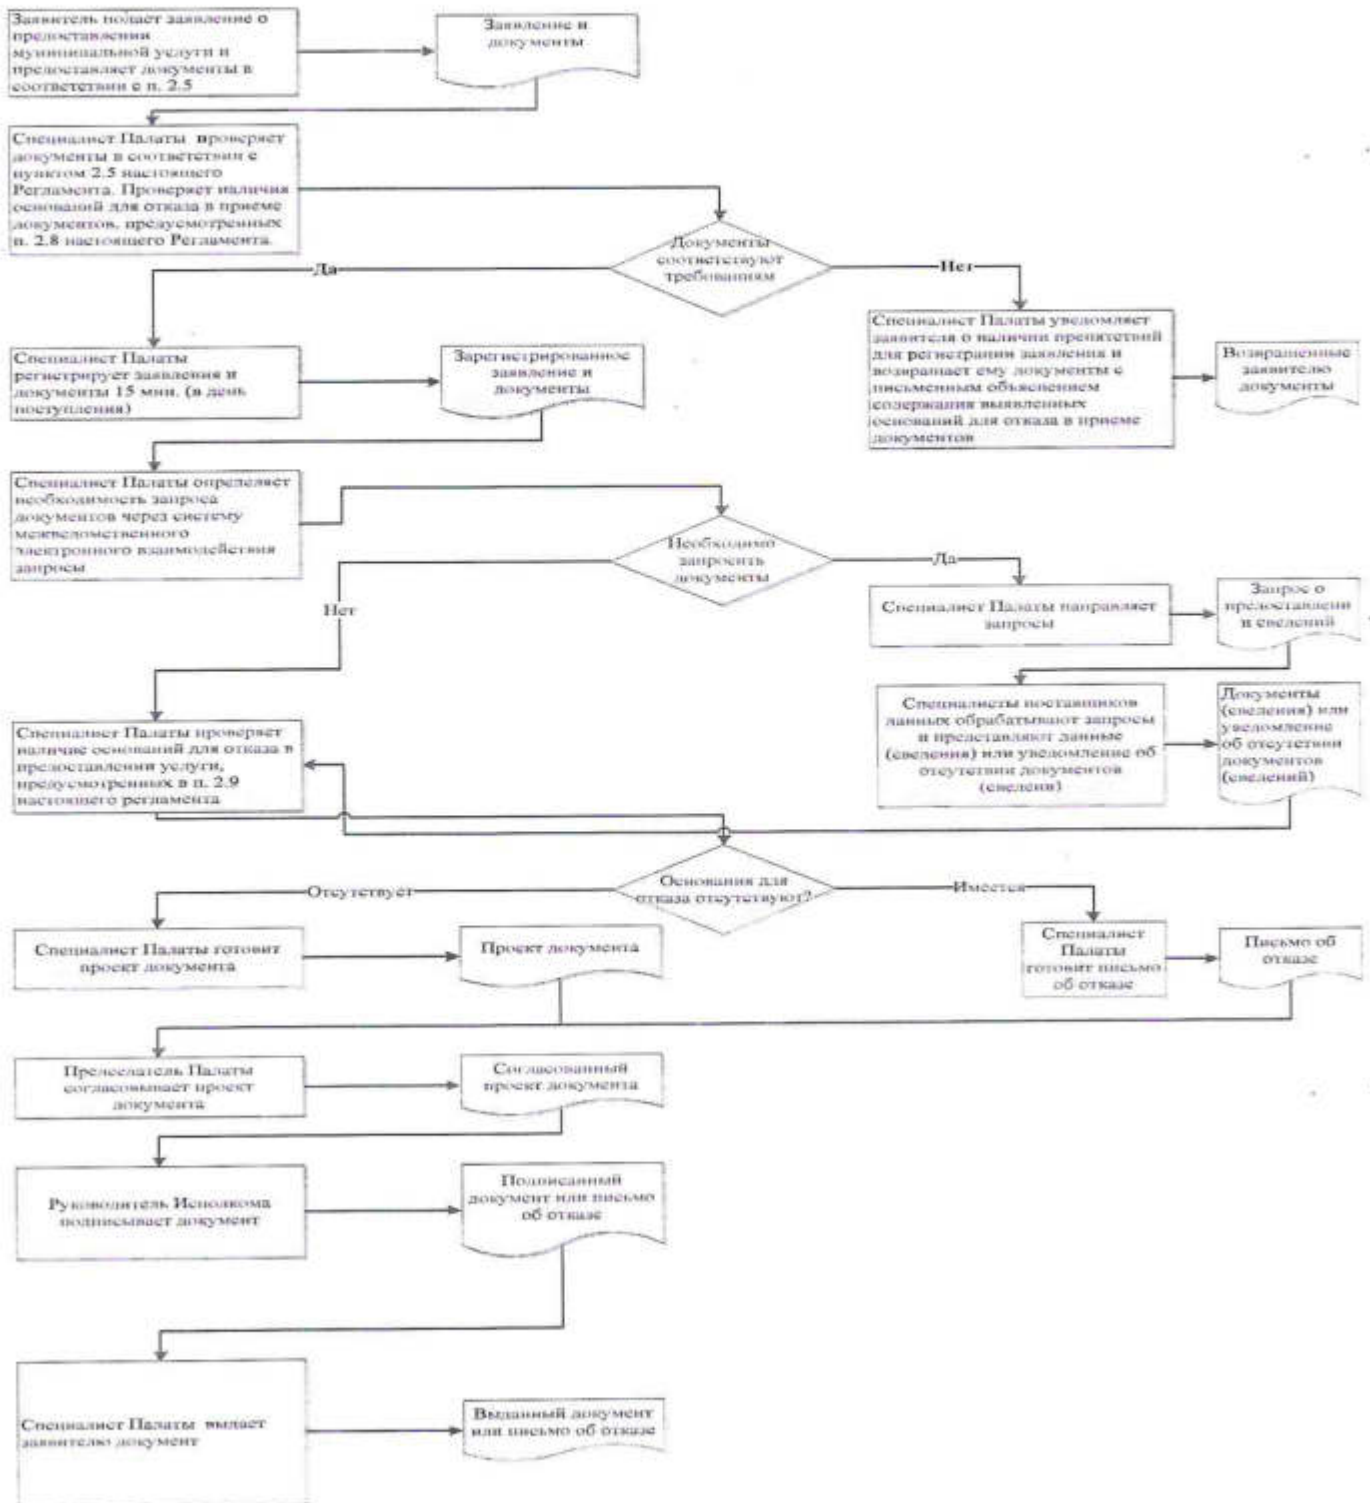 Заявитель подает заявление о
предоставлении
муниципальной услуги и
предоставляет документы в
соответствии с п. 2.5
Заявление и
документы
Специалист Палаты проверяет
документы в соответствии с
пунктом 2.5 настоящего
Регламента. Проверяет наличия
оснований для отказа в приеме
документов, предусмотренных
п. 2.8 настоящего Регламента.
Документы
соответствуют
требованиям
Да
Нет
Специалист Палаты
регистрирует заявления и
документы 15 мин. (в день
поступления)
Зарегистрированное
заявление и
документы
Специалист Палаты уведомляет
заявителя о наличии препятствий
для регистрации заявления и
возвращает ему документы с
письменным объяснением
содержания выявленных
оснований для отказа в приеме
документов
Возвращенные
заявителю
документы
Специалист Палаты определяет
необходимость запроса
документов через систему
межведомственного
электронного взаимодействия
запросы
Необходимо
запросить
документы
Да
Нет
Специалист Палаты направляет
запросы
Запрос о
предоставлени
и сведений
Специалисты поставщиков
данных обрабатывают запросы
и представляют данные
(сведения) или уведомление об
отсутствии документов
(сведени)
Документы
(сведения) или
уведомление
об отсутствии
документов
(сведений)
Специалист Палаты проверяет
наличие оснований для отказа в
предоставлении услуги,
предусмотренных в п. 2.9
настоящего регламента
Основания для
отказа отсутствуют?
Отсутствует
Имеется
Специалист Палаты готовит
проект документа
Проект документа
Специалист
Палаты
готовит письмо
об отказе
Письмо об
отказе
Председатель Палаты
согласовывает проект
документа
Согласованный
проект документа
Руководитель Исполкома
подписывает документ
Подписанный
документ или письмо
об отказе
Специалист Палаты выдает
заявителю документ
Выданный документ
или письмо об отказе